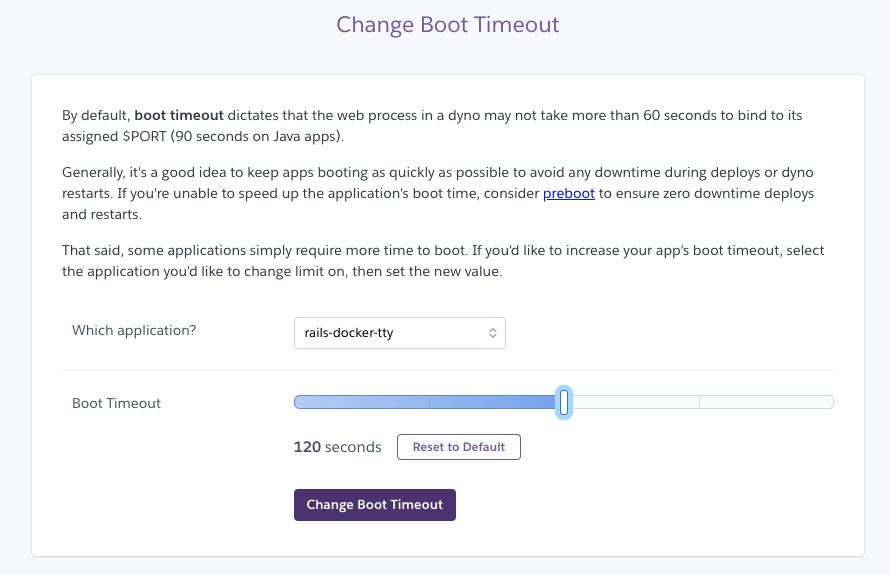 Change Boot Timeout
By default, boot timeout dictates that the web process in a dyno may not take more than 60 seconds to bind to its
assigned $PORT (90 seconds on Java apps).
Generally, it's a good idea to keep apps booting as quickly as possible to avoid any downtime during deploys or dyno
restarts. If you're unable to speed up the application's boot time, consider preboot to ensure zero downtime deploys
and restarts.
That said, some applications simply require more time to boot. If you'd like to increase your app's boot timeout, select
the application you'd like to change limit on, then set the new value.
Which application?
rails-docker-tty
Boot Timeout
120 seconds
Reset to Default
Change Boot Timeout